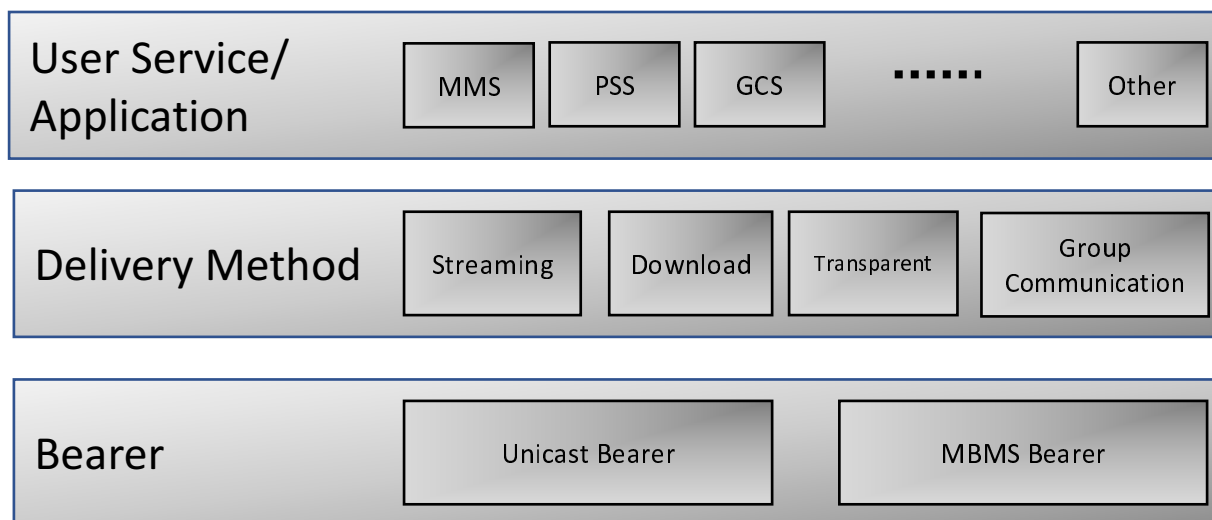 User Service/
Application
MMS
PSS
GCS
......
Other
Delivery Method
Streaming
Download
Transparent
Group
Communication
Bearer
Unicast Bearer
MBMS Bearer